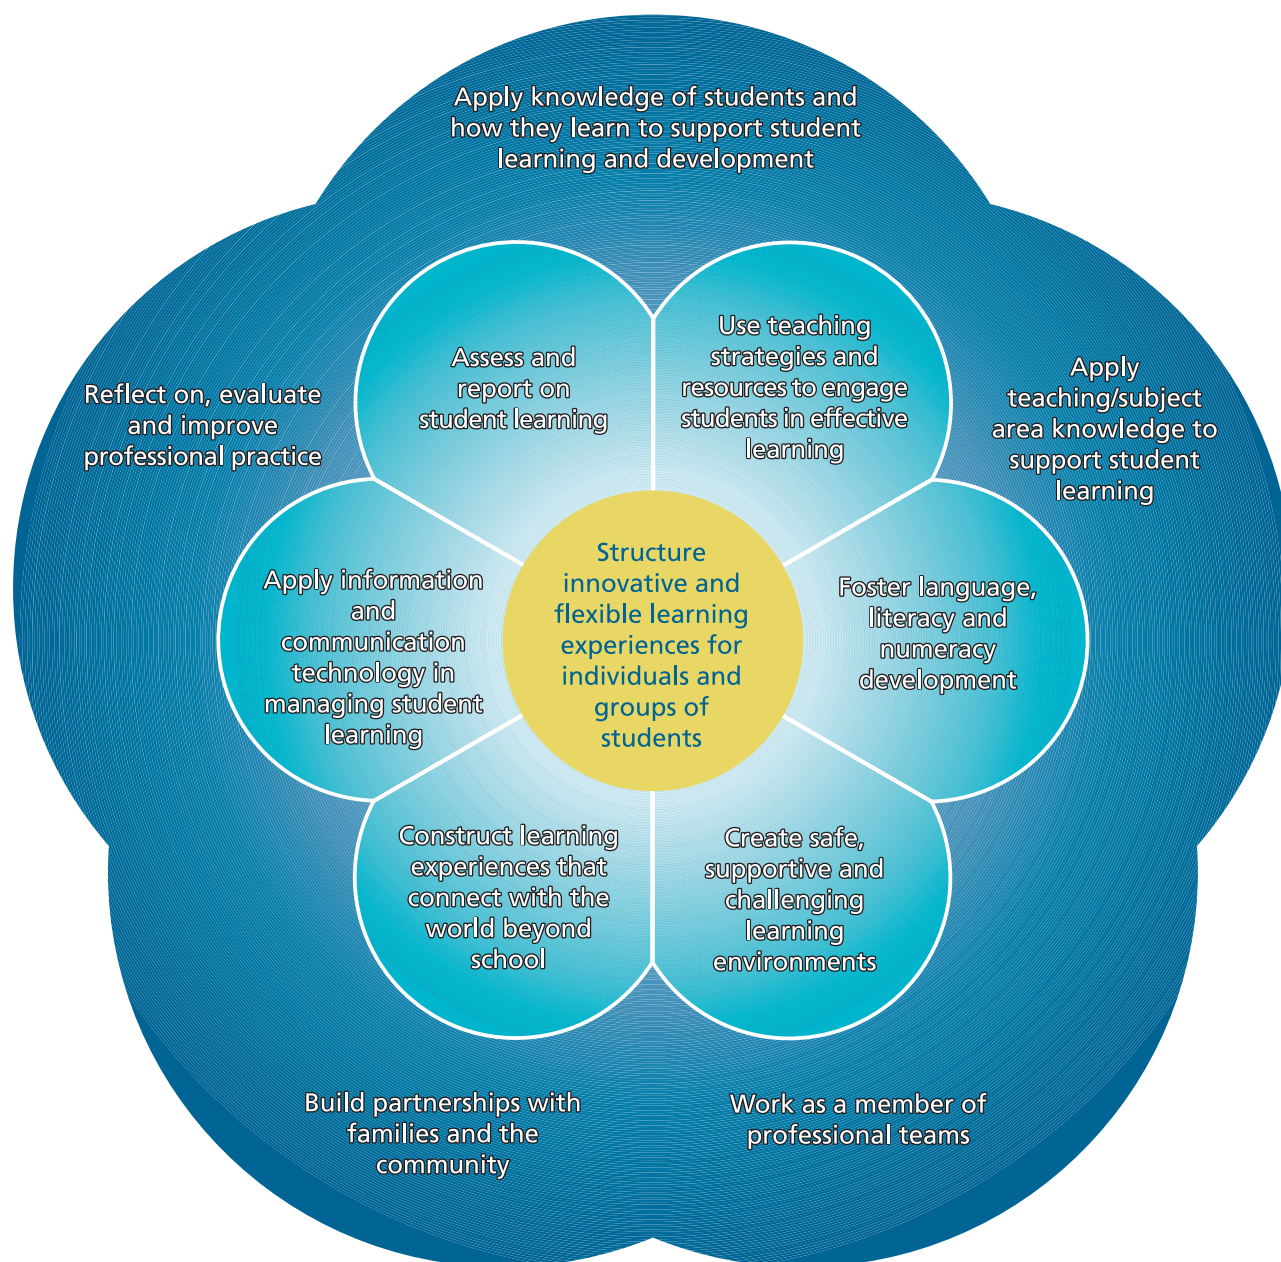 Apply knowledge of students and
how they learn to support student
learning and development
Use teaching
strategies and
resources to engage
students in effective
learning
Assess and
report on
student learning
Apply
teaching/subject
area knowledge to
support student
learning
Reflect on, evaluate
and improve
professional practice
Structure
innovative and
flexible learning
experiences for
individuals and
groups of
students
Apply information
and
communication
technology in
managing student
learning
Foster language,
literacy and
numeracy
development
Construct learning
experiences that
connect with the
world beyond
school
Create safe,
supportive and
challenging
learning
environments
Build partnerships with
families and the
community
Work as a member of
professional teams